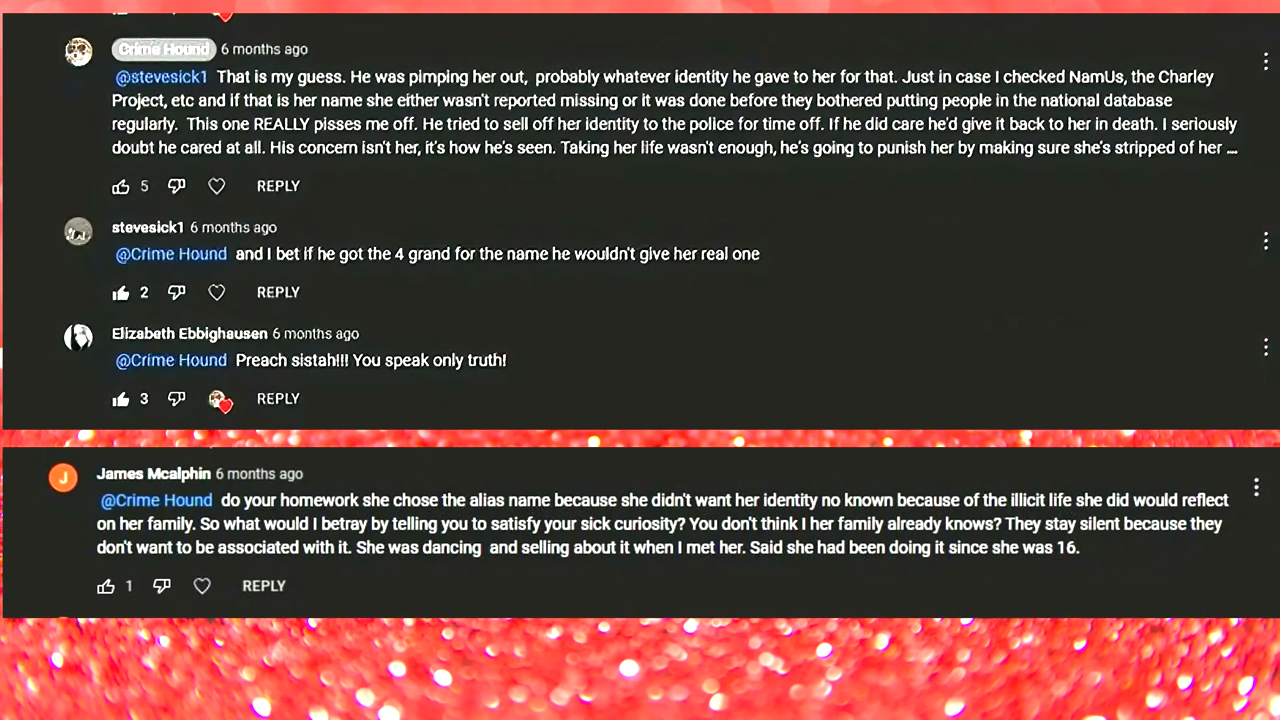 Crime Hound 6 months ago
@stevesick1 That is my guess. He was pimping her out, probably whatever identity he gave to her for that. Just in case I checked NamUs, the Charley
Project, etc and if that is her name she either wasn't reported missing or it was done before they bothered putting people in the national database
regularly. This one REALLY pisses me off. He tried to sell off her identity to the police for time off. If he did care he'd give it back to her in death. I seriously
doubt he cared at all. His concern isn't her, it's how he's seen. Taking her life wasn't enough, he's going to punish her by making sure she's stripped of her ...
5 REPLY
stevesick1 6 months ago
@Crime Hound and I bet if he got the 4 grand for the name he wouldn't give her real one
2 REPLY
Elizabeth Ebbighausen 6 months ago
@Crime Hound Preach sistah!!! You speak only truth!
3 REPLY
J
James Mcalphin 6 months ago
@Crime Hound do your homework she chose the alias name because she didn't want her identity no known because of the illicit life she did would reflect
on her family. So what would I betray by telling you to satisfy your sick curiosity? You don't think I her family already knows? They stay silent because they
don't want to be associated with it. She was dancing and selling about it when I met her. Said she had been doing it since she was 16.
1 REPLY